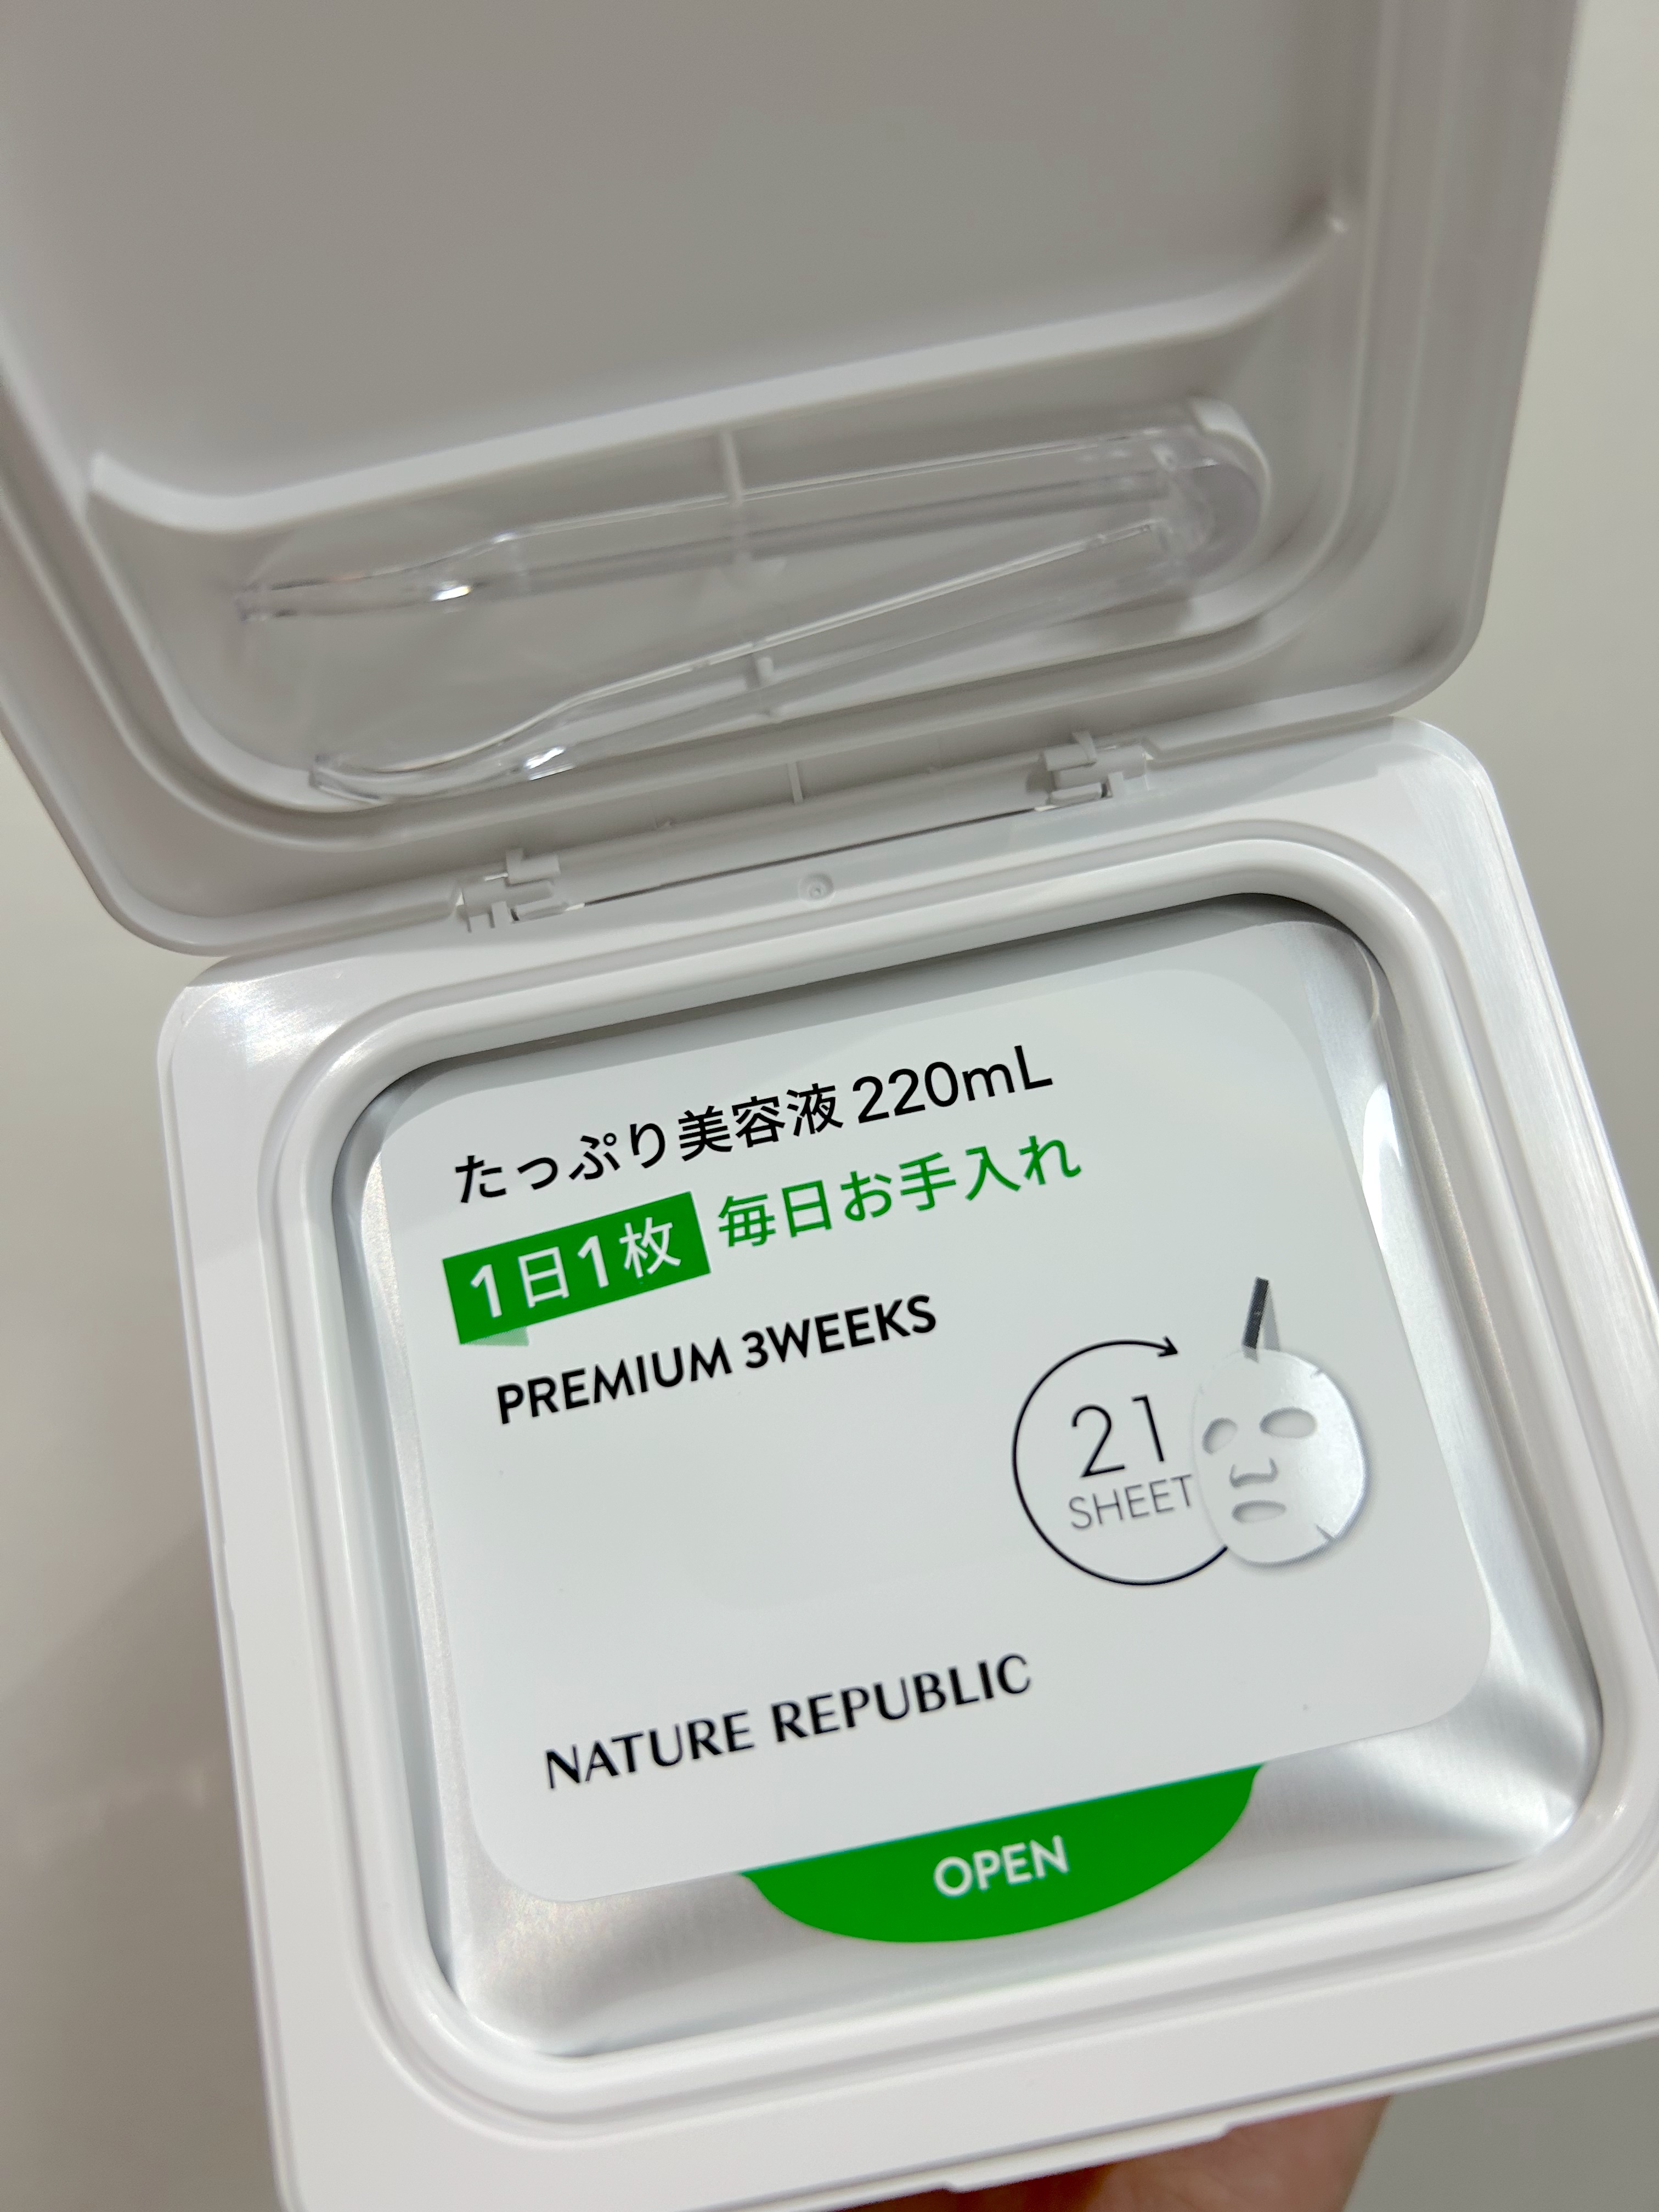 たっぷり美容液 220mL
1日1枚 毎日お手入れ
PREMIUM 3WEEKS
21
SHEET
NATURE REPUBLIC
OPEN